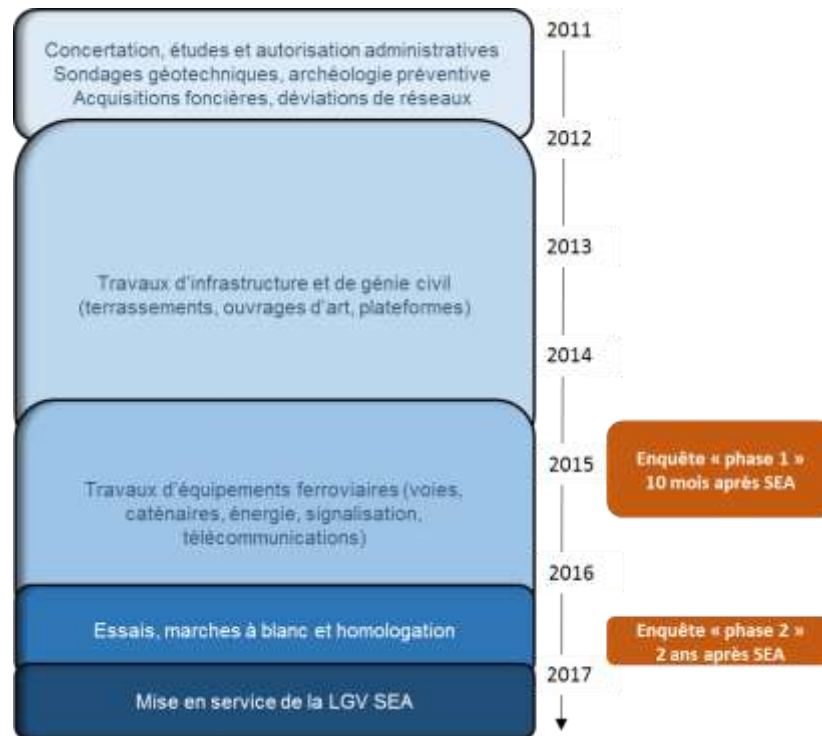 Concertation, études et autorisation administratives
Sondages géotechniques, archéologie préventive
Acquisitions foncières, déviations de réseaux
2011
2012
2013
Travaux d'infrastructure et de génie civil
(terrassements, ouvrages d'art, plateformes)
2014
2015
Enquête « phase 1 »
10 mois après SEA
Travaux d'équipements ferroviaires (voies,
caténaires, énergie, signalisation,
télécommunications)
2016
Essais, marches à blanc et homologation
Enquête « phase 2 »
2 ans après SEA
2017
Mise en service de la LGV SEA